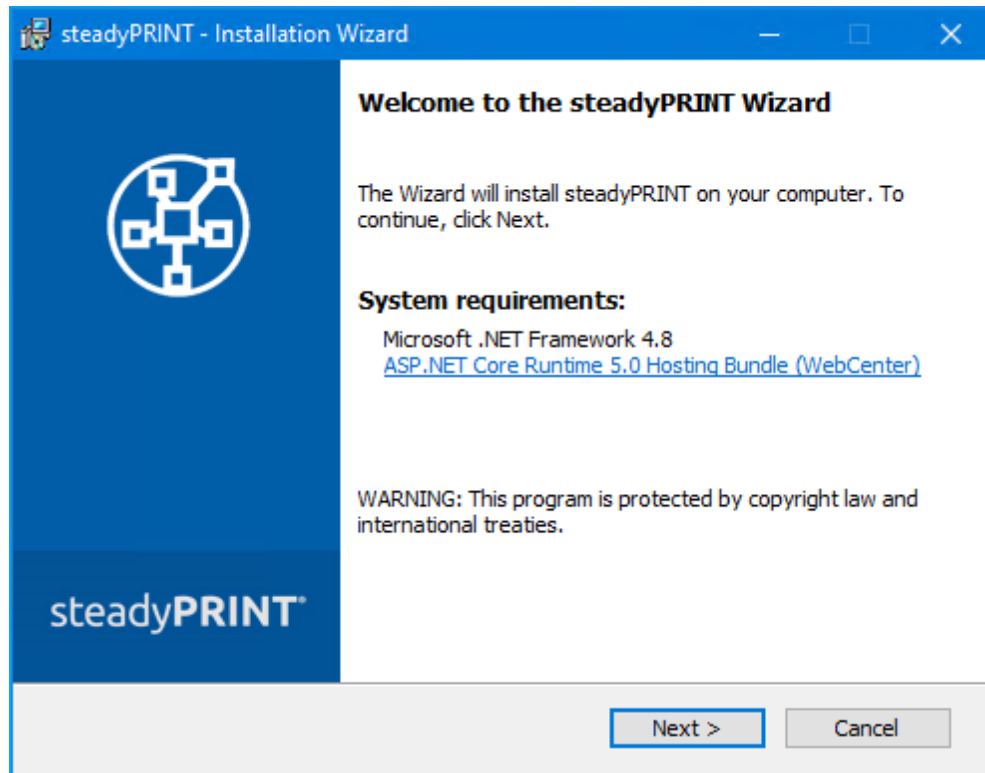 steadyPRINT - Installation Wizard
Welcome to the steadyPRINT Wizard
The Wizard will install steadyPRINT on your computer. To
continue, click Next.
System requirements:
Microsoft .NET Framework 4.8
ASP.NET Core Runtime 5.0 Hosting Bundle (WebCenter)
WARNING: This program is protected by copyright law and
international treaties.
steadyPRINT®
Next >
Cancel